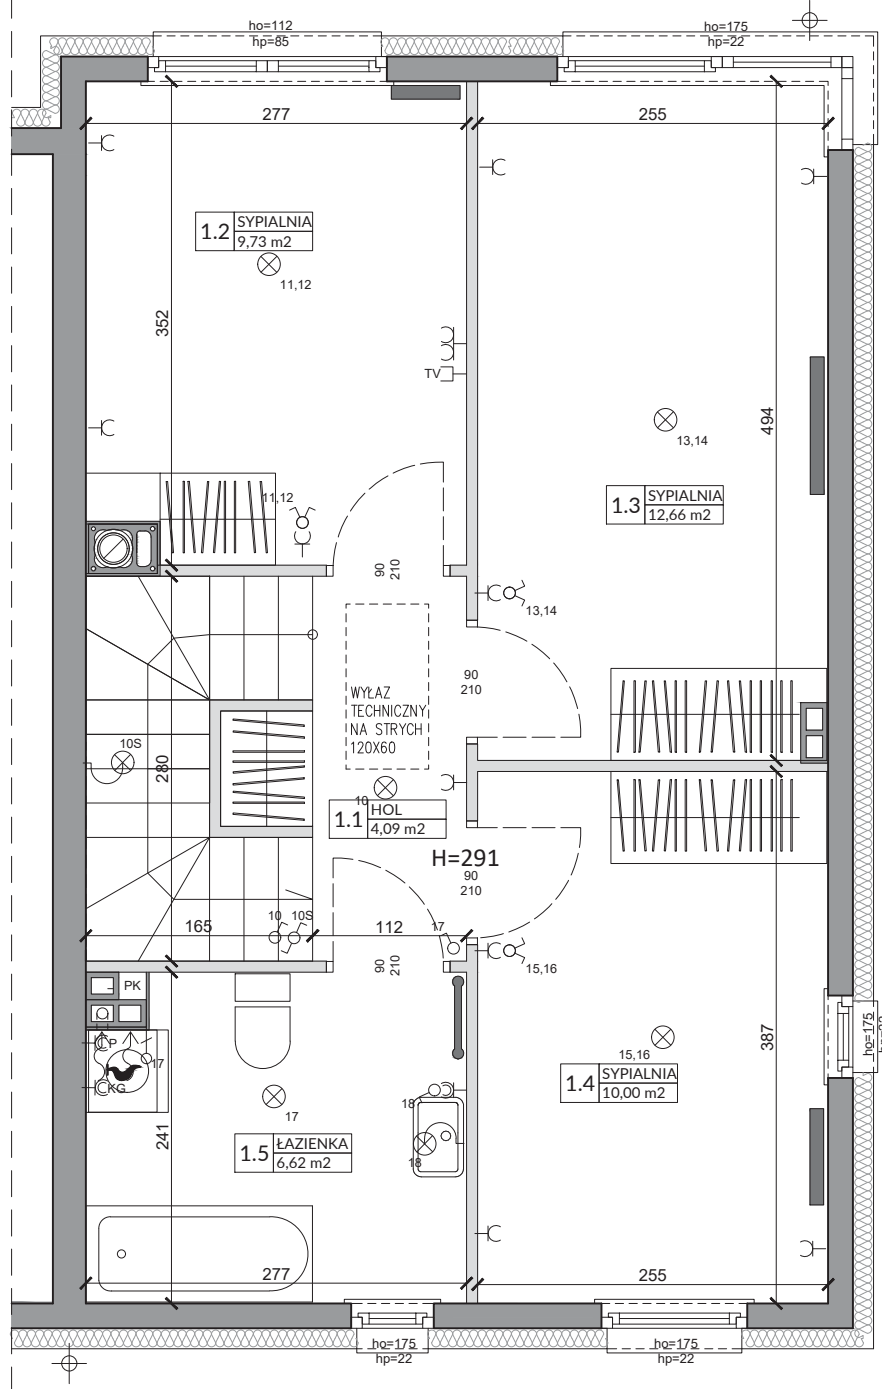 ho=112
hp=85
ho=175
hp=22
277
255
1.2
SYPIALNIA
9,73 m2
11,12
352
TV
494
13,14
1.3
SYPIALNIA
12,66 m2
11,12
90
210
13,14
WYŁAZ
TECHNICZNY
NA STRYCH
120X60
90
210
10S
280
10
1.1
HOL
4,09 m2
H=291
90
210
165
10
10S
112
17
90
210
15,16
PK
P
17
KG
ho=175
387
15,16
1.4
SYPIALNIA
10,00 m2
17
18
18
241
1.5
ŁAZIENKA
6,62 m2
277
255
ho=175
hp=22
ho=175
hp=22